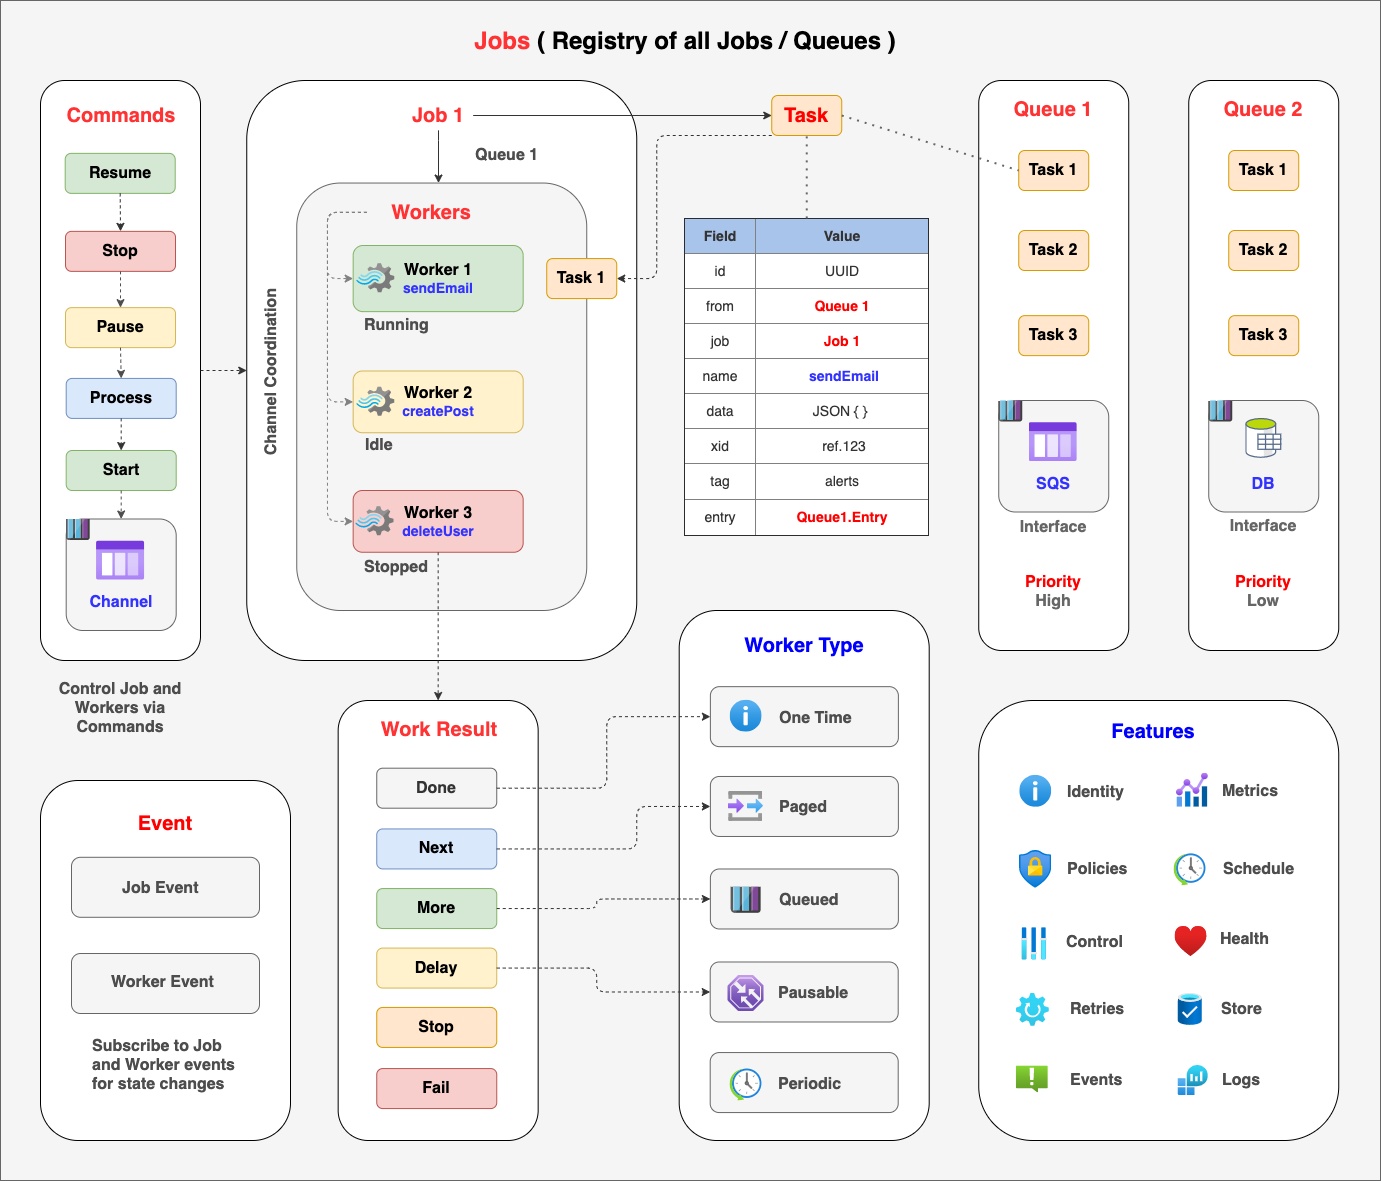 Jobs ( Registry of all Jobs / Queues )
Commands
Resume
Stop
Pause
Process
Start
Channel
Control Job and
Workers via
Commands
Job 1
Queue 1
Channel Coordination
Workers
Worker 1
sendEmail
Running
Worker 2
createPost
Idle
Worker 3
deleteUser
Stopped
Task 1
Task
Field Value
id UUID
from Queue 1
job Job 1
name sendEmail
data JSON { }
xid ref.123
tag alerts
entry Queue1.Entry
Queue 1
Task 1
Task 2
Task 3
SQS
Interface
Priority
High
Queue 2
Task 1
Task 2
Task 3
DB
Interface
Priority
Low
Event
Job Event
Worker Event
Subscribe to Job
and Worker events
for state changes
Work Result
Done
Next
More
Delay
Stop
Fail
Worker Type
One Time
Paged
Queued
Pausable
Periodic
Features
Identity Metrics
Policies Schedule
Control Health
Retries Store
Events Logs